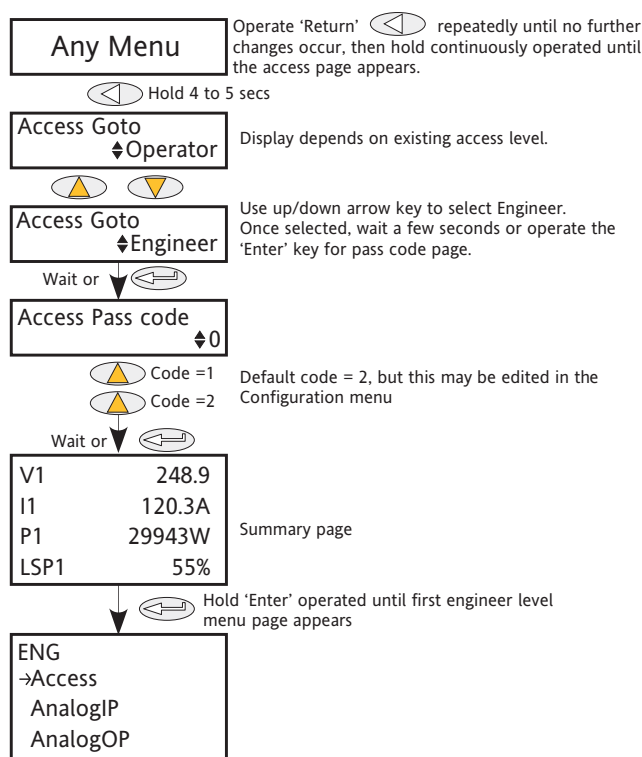 Any Menu
Operate ‘Return’ repeatedly until no further
changes occur, then hold continuously operated until
the access page appears.
Hold 4 to 5 secs
Access Goto
Operator
Display depends on existing access level.
Access Goto
Engineer
Use up/down arrow key to select Engineer.
Once selected, wait a few seconds or operate the
‘Enter’ key for pass code page.
Wait or
Access Pass code
0
Code =1
Code =2
Default code = 2, but this may be edited in the
Configuration menu
Wait or
V1 248.9
I1 120.3A
P1 29943W
LSP1 55%
Summary page
Hold ‘Enter’ operated until first engineer level
menu page appears
ENG
→Access
AnalogIP
AnalogOP